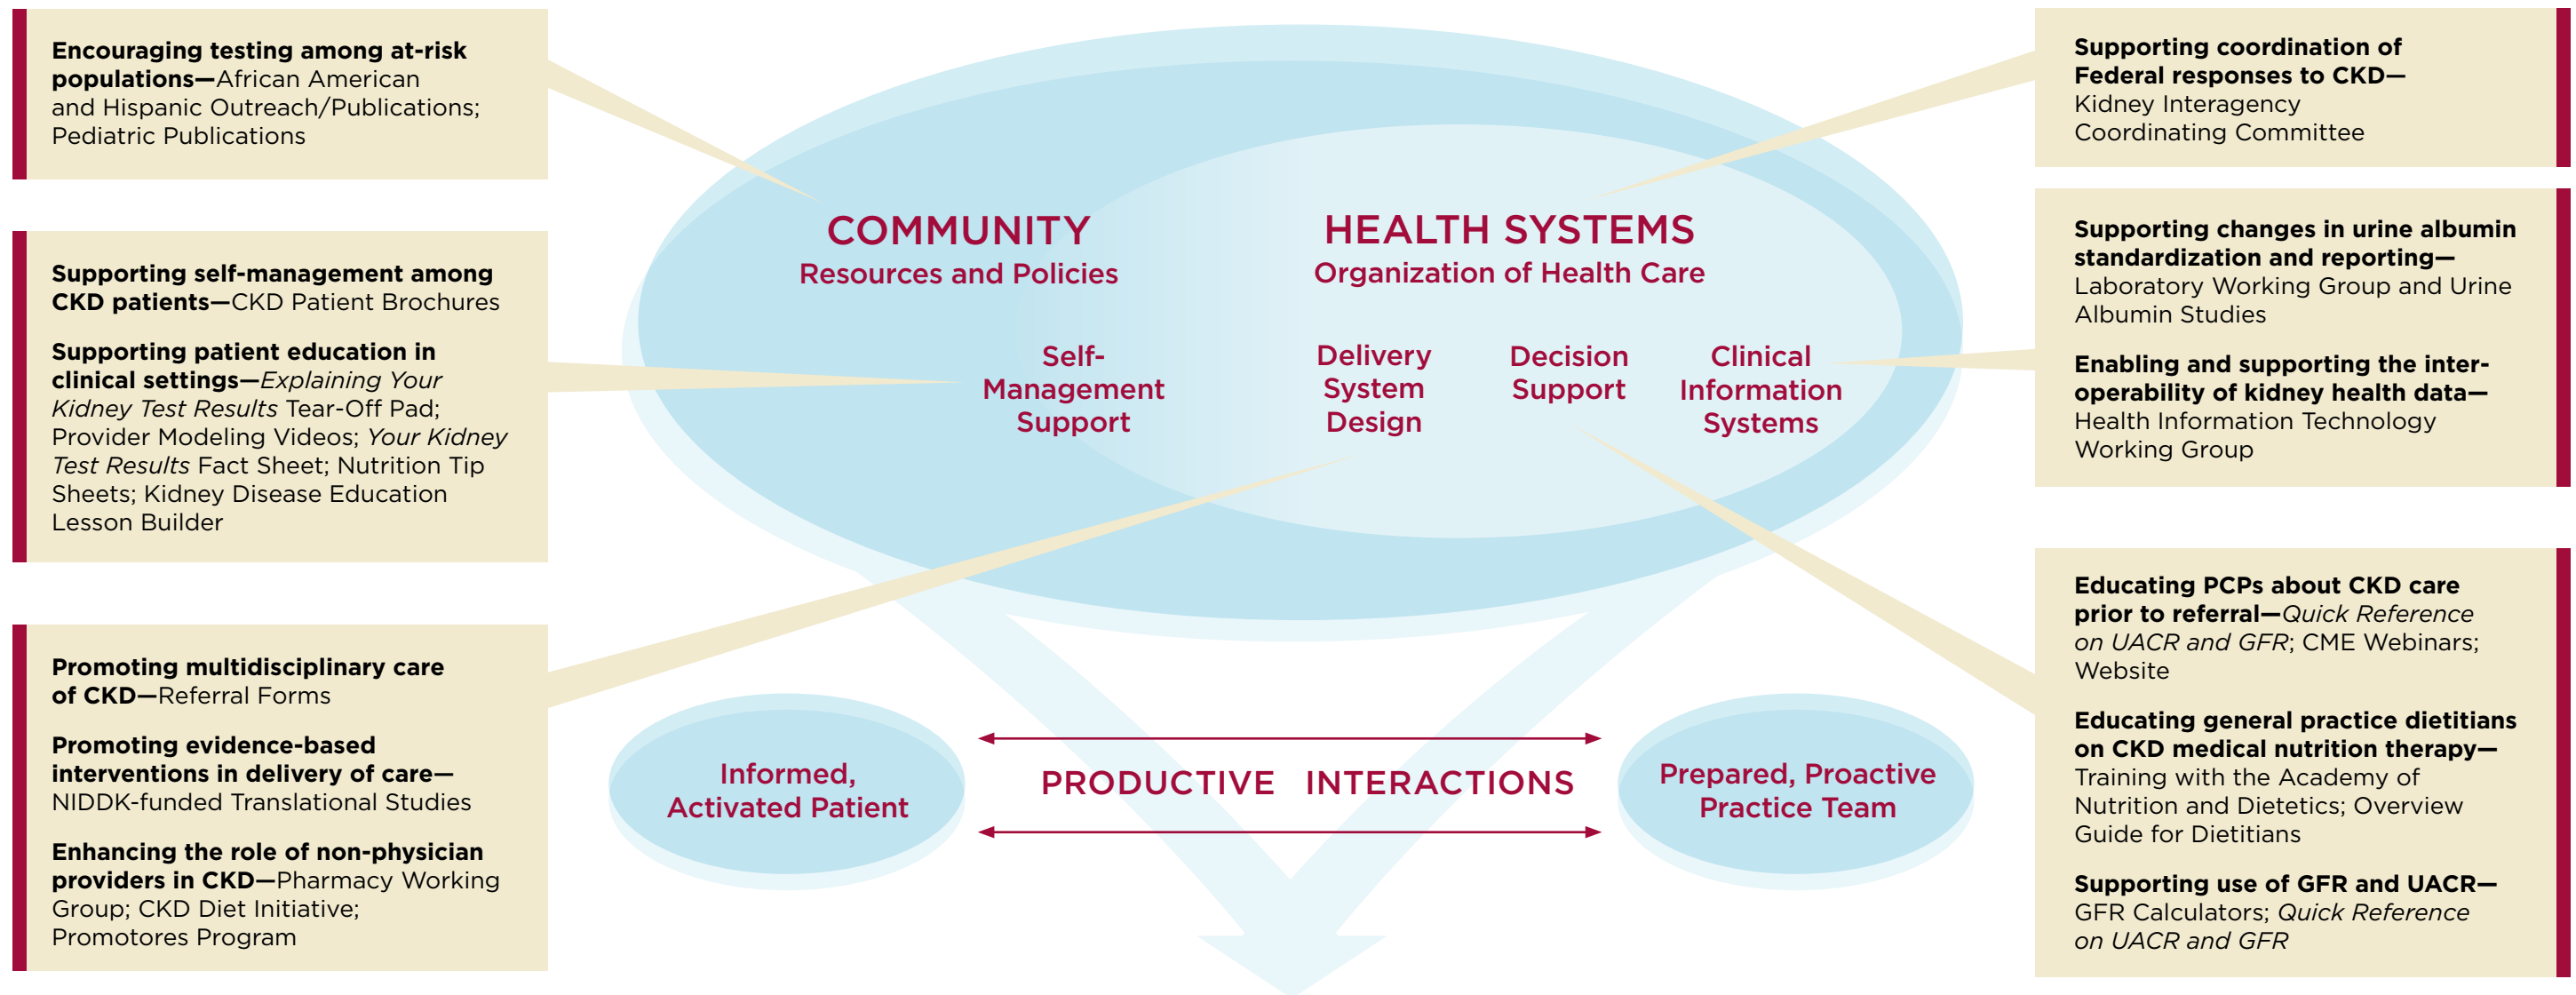 Encouraging testing among at-risk
populations—African American
and Hispanic Outreach/Publications;
Pediatric Publications
Supporting self-management among
CKD patients—CKD Patient Brochures
Supporting patient education in
clinical settings—Explaining Your
Kidney Test Results Tear-Off Pad;
Provider Modeling Videos; Your Kidney
Test Results Fact Sheet; Nutrition Tip
Sheets; Kidney Disease Education
Lesson Builder
Promoting multidisciplinary care
of CKD—Referral Forms
Promoting evidence-based
interventions in delivery of care—
NIDDK-funded Translational Studies
Enhancing the role of non-physician
providers in CKD—Pharmacy Working
Group; CKD Diet Initiative;
Promotores Program
COMMUNITY
Resources and Policies
HEALTH SYSTEMS
Organization of Health Care
Self-
Management
Support
Delivery
System
Design
Decision
Support
Clinical
Information
Systems
Informed,
Activated Patient
PRODUCTIVE INTERACTIONS
Prepared, Proactive
Practice Team
Supporting coordination of
Federal responses to CKD—
Kidney Interagency
Coordinating Committee
Supporting changes in urine albumin
standardization and reporting—
Laboratory Working Group and Urine
Albumin Studies
Enabling and supporting the inter-
operability of kidney health data—
Health Information Technology
Working Group
Educating PCPs about CKD care
prior to referral—Quick Reference
on UACR and GFR; CME Webinars;
Website
Educating general practice dietitians
on CKD medical nutrition therapy—
Training with the Academy of
Nutrition and Dietetics; Overview
Guide for Dietitians
Supporting use of GFR and UACR—
GFR Calculators; Quick Reference
on UACR and GFR